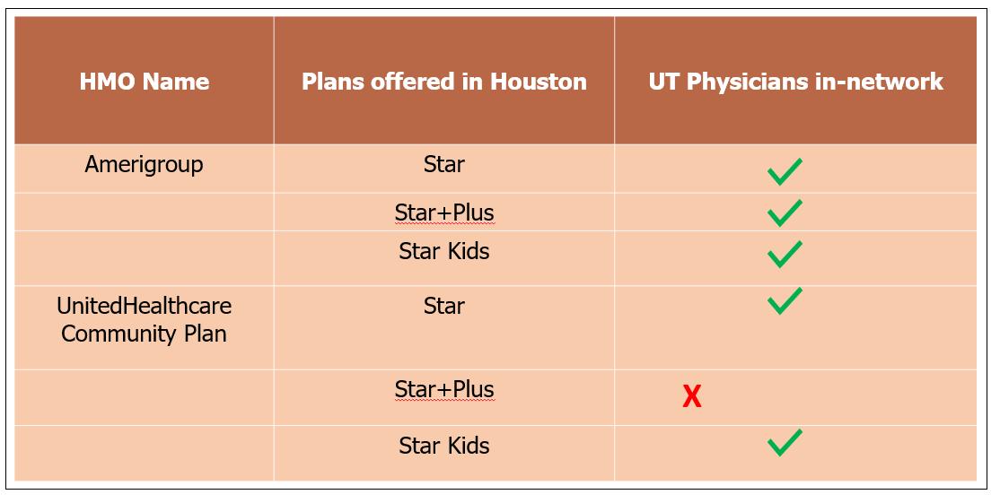 HMO Name Plans offered in Houston UT Physicians in-network
Amerigroup Star ✓
Star+Plus ✓
Star Kids ✓
UnitedHealthcare Star ✓
Community Plan
Star+Plus X
Star Kids ✓